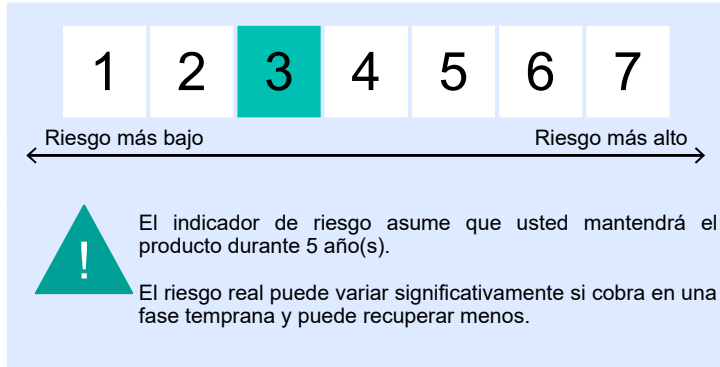 1 2 3 4 5 6 7
Riesgo más bajo Riesgo más alto
!
El indicador de riesgo asume que usted mantendrá el
producto durante 5 año(s).
El riesgo real puede variar significativamente si cobra en una
fase temprana y puede recuperar menos.